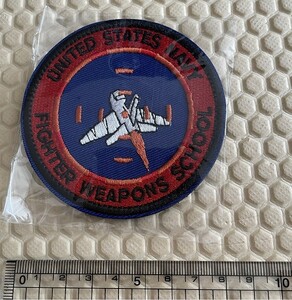 UNITED STATES NAVY
FIGHTER WEAPONS SCHOOL
0 1 2 3 4 5 6 7 8 9 10